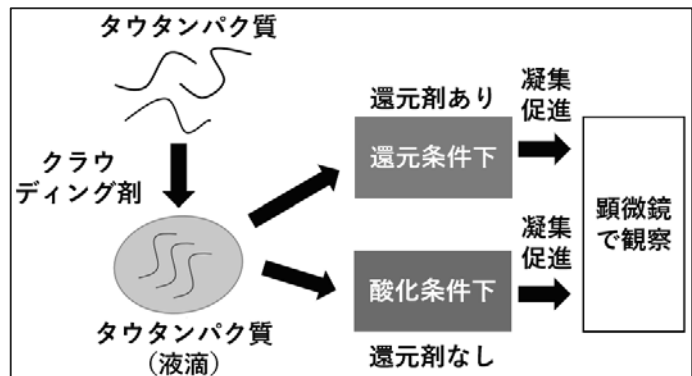 タウタンパク質
クラウ
ディング剤
タウタンパク質
（液滴）
還元剤あり
還元条件下
酸化条件下
還元剤なし
凝集
促進
凝集
促進
顕微鏡
で観察